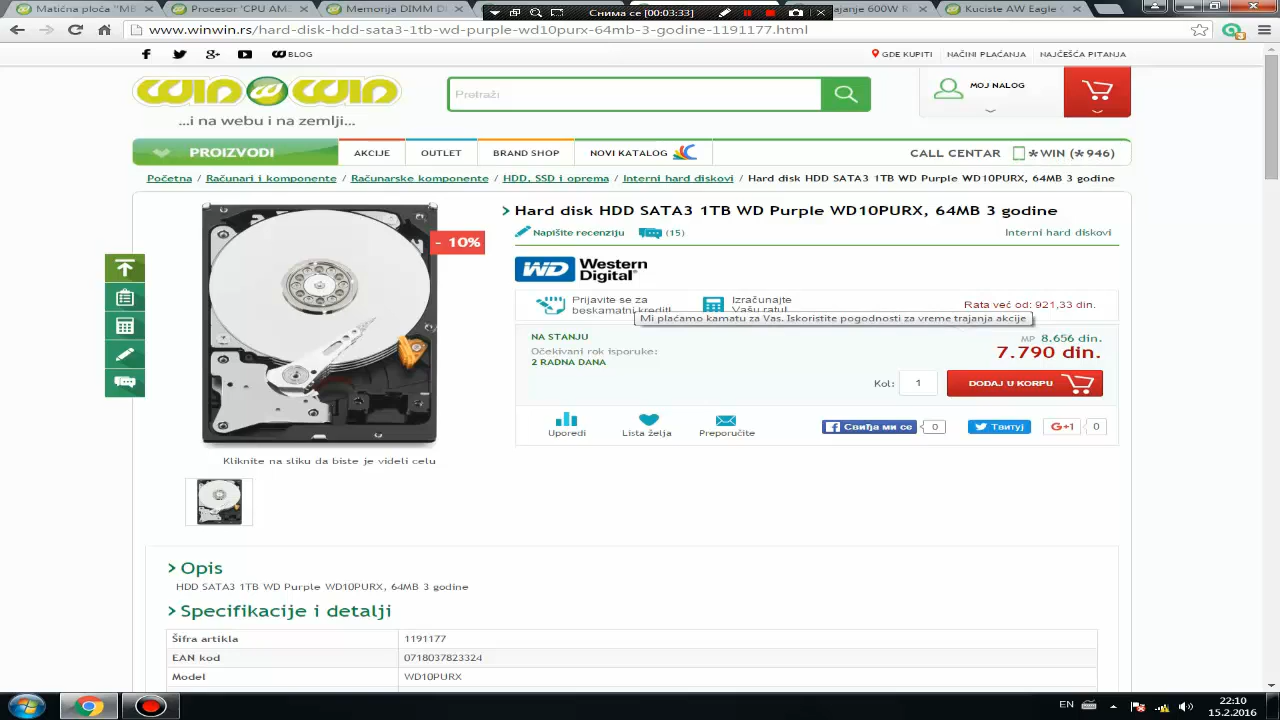 Matična ploča "MB
Procesor 'CPU AM
Memorija DIMM D
Снима се [00:03:33]
ajanje 600W R
Kuciste AW Eagle
www.winwin.rs/hard-disk-hdd-sata3-1tb-wd-purple-wd10purx-64mb-3-godine-1191177.html
BLOG
GDE KUPITI
NAČINI PLAĆANJA
NAJČEŠĆA PITANJA
WIN WIN
...i na webu i na zemlji...
Pretraži
MOJ NALOG
PROIZVODI
AKCIJE
OUTLET
BRAND SHOP
NOVI KATALOG
CALL CENTAR
*WIN (*946)
Početna / Računari i komponente / Računarske komponente / HDD, SSD i oprema / Interni hard diskovi / Hard disk HDD SATA3 1TB WD Purple WD10PURX, 64MB 3 godine
- 10%
Hard disk HDD SATA3 1TB WD Purple WD10PURX, 64MB 3 godine
Napišite recenziju
(15)
Interni hard diskovi
WD Western Digital®
Prijavite se za
beskamatni kredit!
Izračunajte
Vašu ratu!
Rata već od: 921,33 din.
Mi plaćamo kamatu za Vas. Iskoristite pogodnosti za vreme trajanja akcije
NA STANJU
Očekivani rok isporuke:
2 RADNA DANA
MP 8.656 din.
7.790 din.
Kol: 1
DODAJ U KORPU
Uporedi
Lista želja
Preporučite
Свиђа ми се 0
Твитуј
G+1 0
Kliknite na sliku da biste je videli celu
Opis
HDD SATA3 1TB WD Purple WD10PURX, 64MB 3 godine
Specifikacije i detalji
Šifra artikla 1191177
EAN kod 0718037823324
Model WD10PURX
EN
22:10
15.2.2016